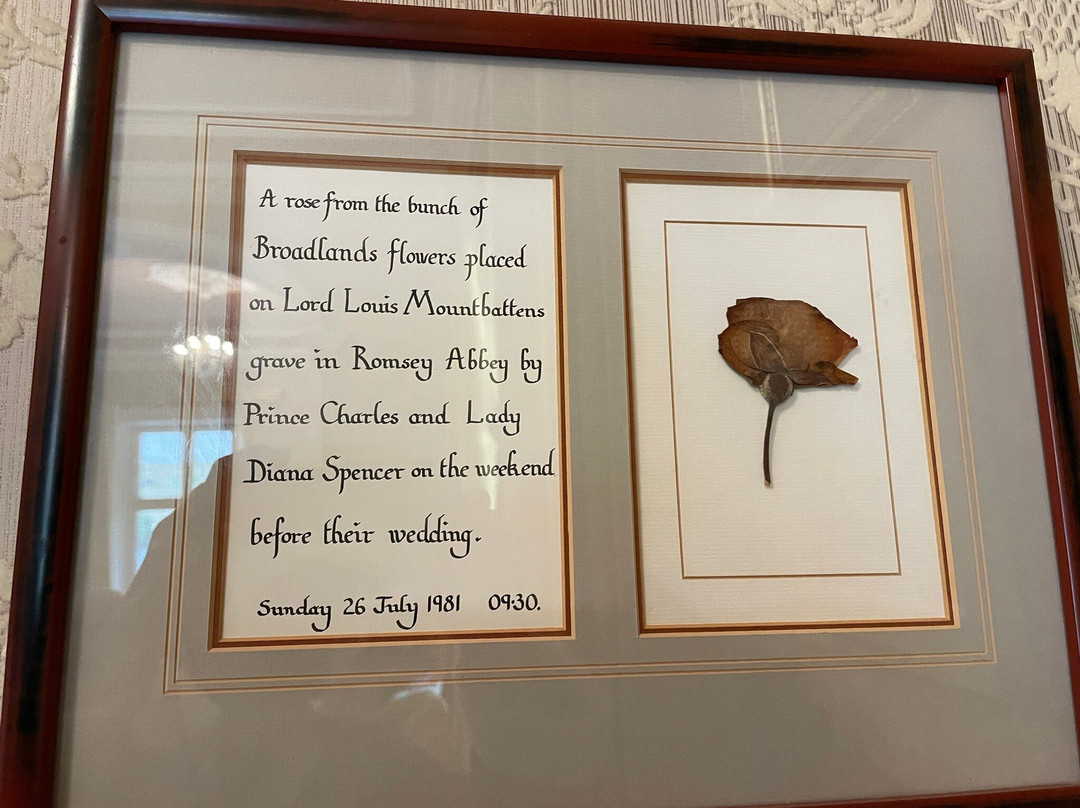 A rose from the bunch of
Broadlands flowers placed
on Lord Louis Mountbattens
grave in Romsey Abbey by
Prince Charles and Lady
Diana Spencer on the weekend
before their wedding.
Sunday 26 July 1981 09·30.